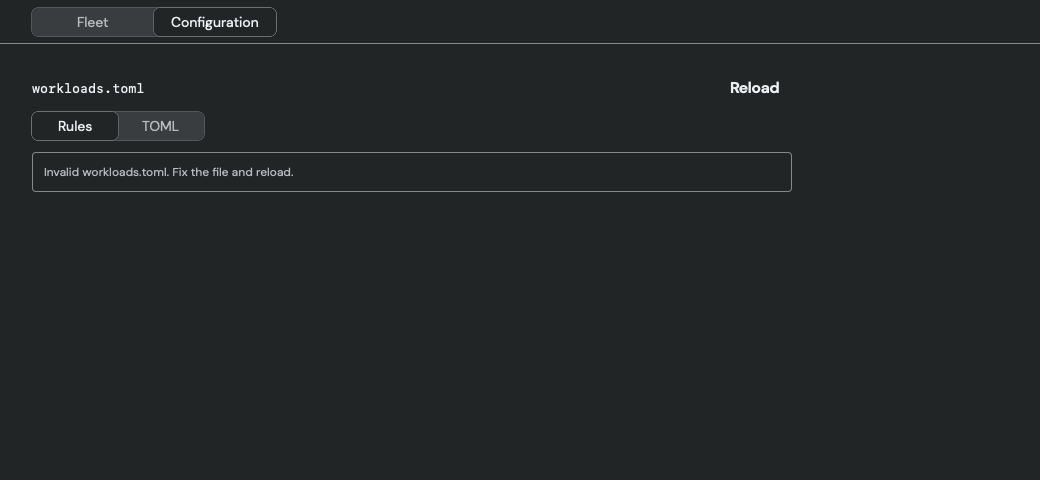 Fleet
Configuration
workloads.toml
Reload
Rules
TOML
Invalid workloads.toml. Fix the file and reload.